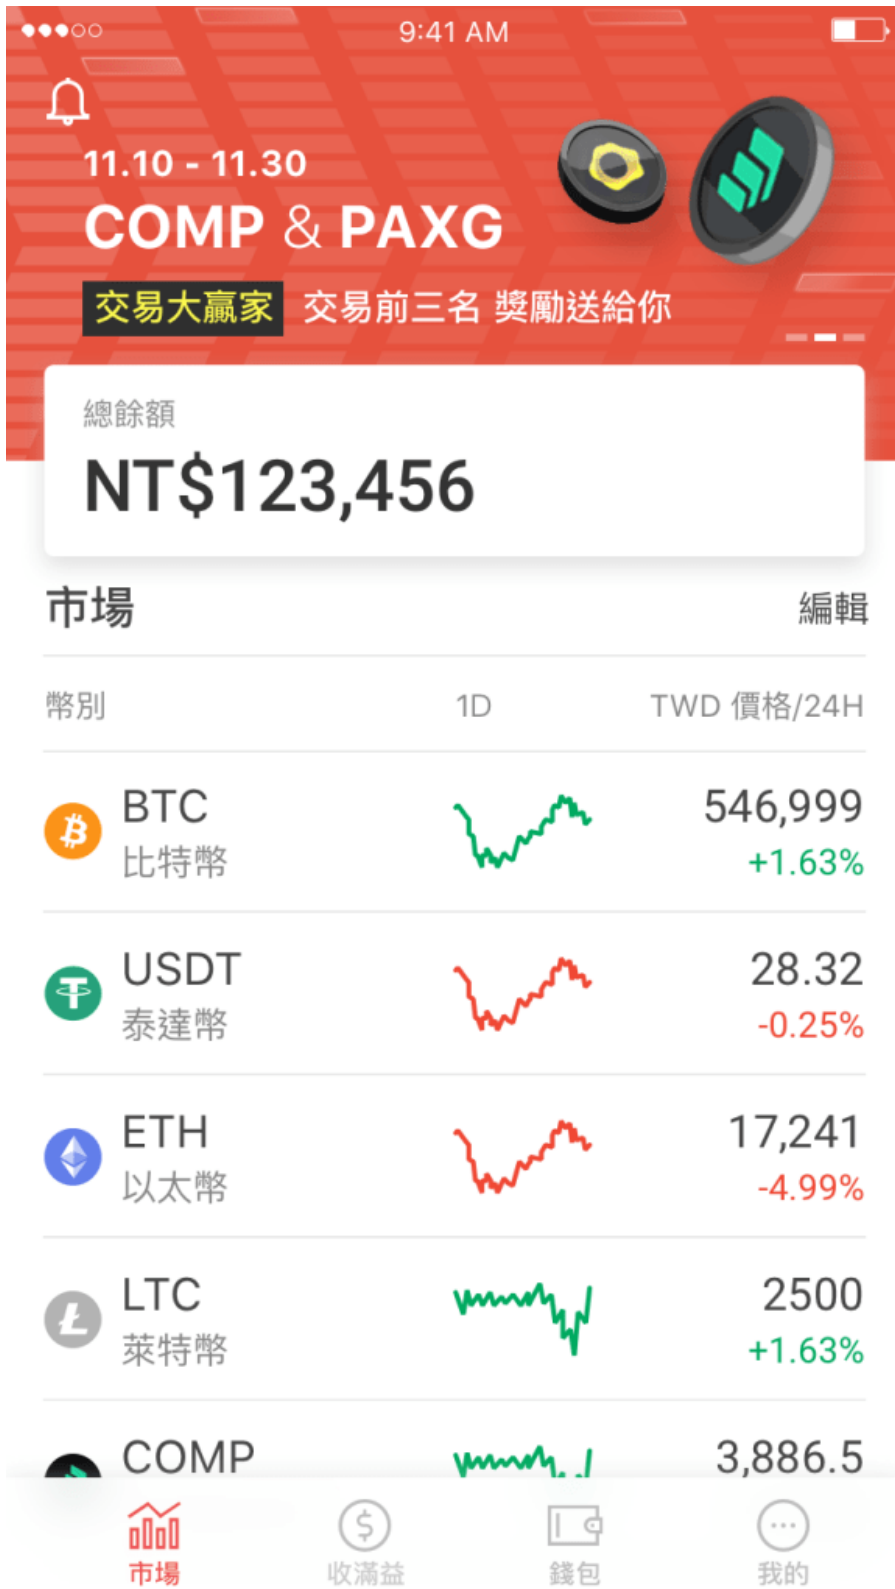 9:41 AM
11.10 - 11.30
COMP & PAXG
交易大贏家 交易前三名 獎勵送給你
總餘額
NT$123,456
市場 編輯
幣別 1D TWD 價格/24H
BTC 546,999
比特幣 +1.63%
USDT 28.32
泰達幣 -0.25%
ETH 17,241
以太幣 -4.99%
LTC 2500
萊特幣 +1.63%
COMP 3,886.5
市場 收滿益 錢包 我的